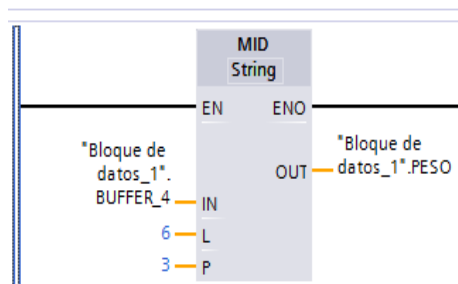 MID
String
EN ENO
"Bloque de
datos_1".
BUFFER_4
IN
OUT
"Bloque de
datos_1".PESO
6 L
3 P